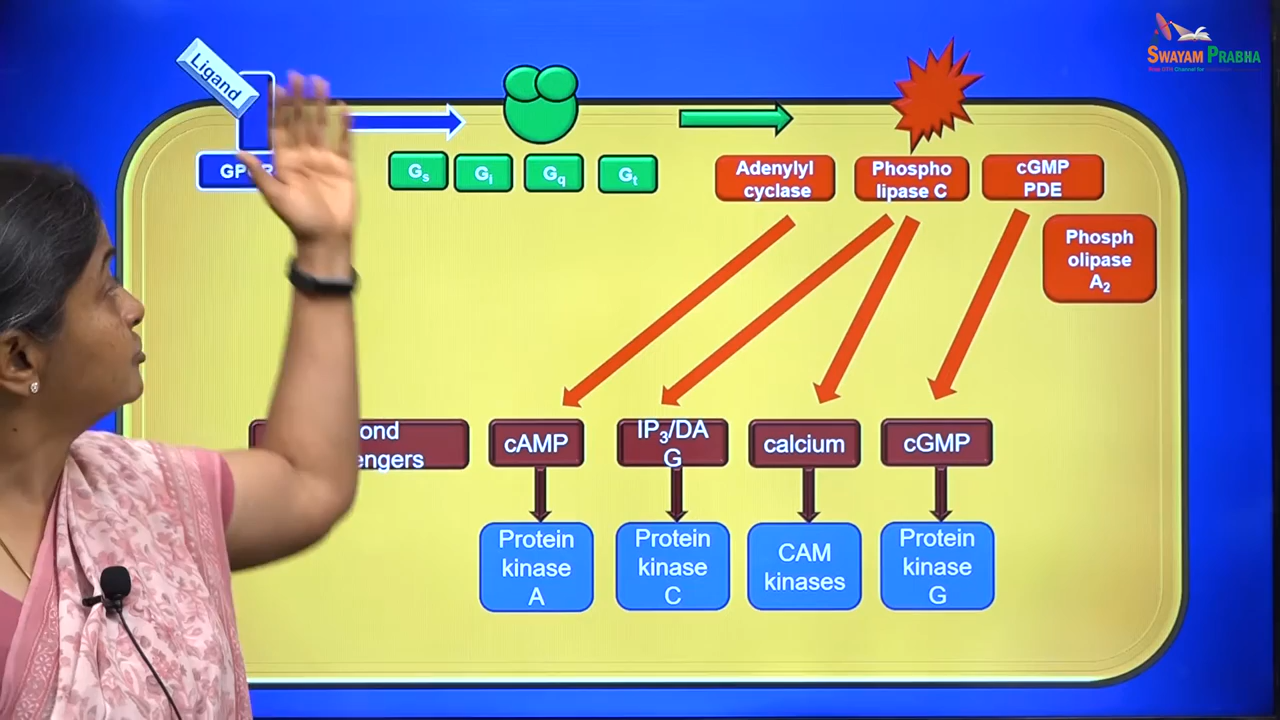 Ligand
SWAYAM PRABHA
GPCR
Gs
Gi
Gq
Gt
Adenylyl
cyclase
Phospho
lipase C
cGMP
PDE
Phosph
olipase
A2
ond
engers
cAMP
IP3/DA
G
calcium
cGMP
Protein
kinase
A
Protein
kinase
C
CAM
kinases
Protein
kinase
G